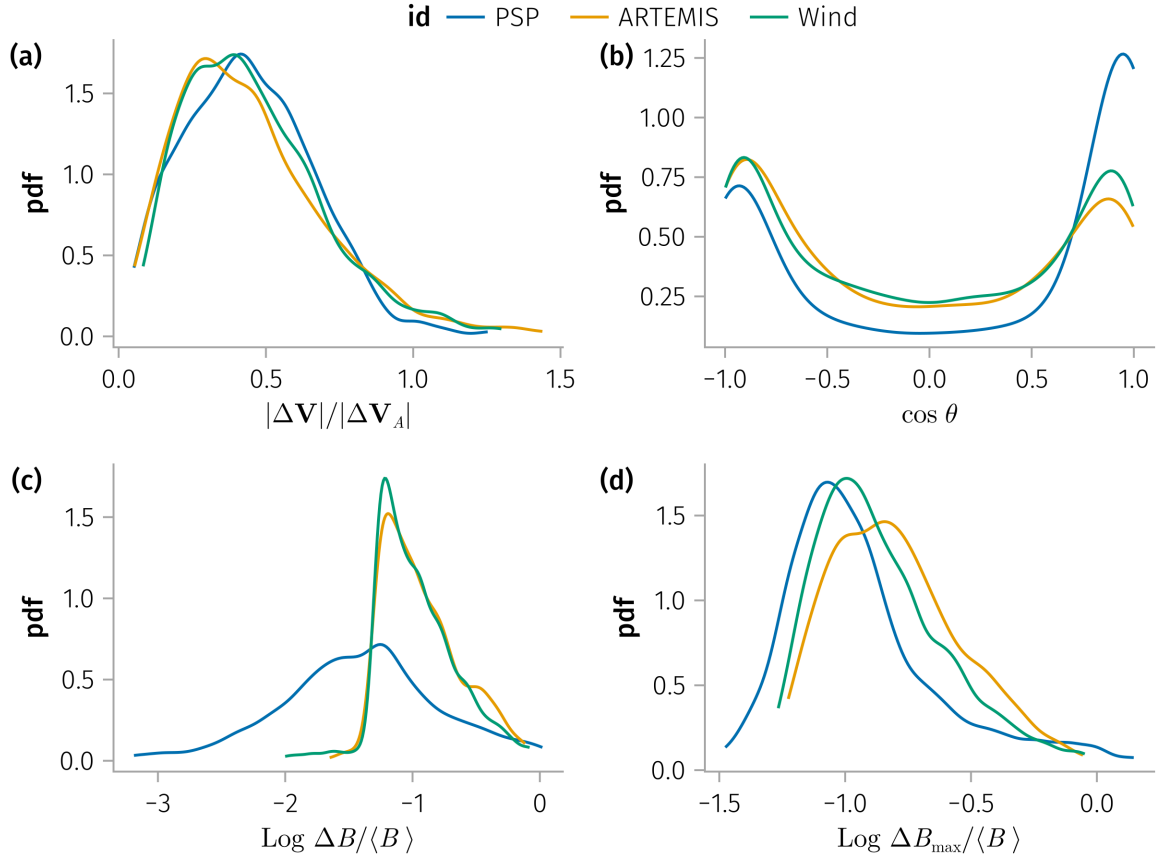 id PSP ARTEMIS Wind
(a)
pdf
1.5
1.0
0.5
0.0
0.0 0.5 1.0 1.5
|ΔV|/|ΔV_A|
(b)
pdf
1.25
1.00
0.75
0.50
0.25
−1.0 −0.5 0.0 0.5 1.0
cos θ
(c)
pdf
1.5
1.0
0.5
0.0
−3 −2 −1 0
Log ΔB/⟨B⟩
(d)
pdf
1.5
1.0
0.5
0.0
−1.5 −1.0 −0.5 0.0
Log ΔB_max/⟨B⟩